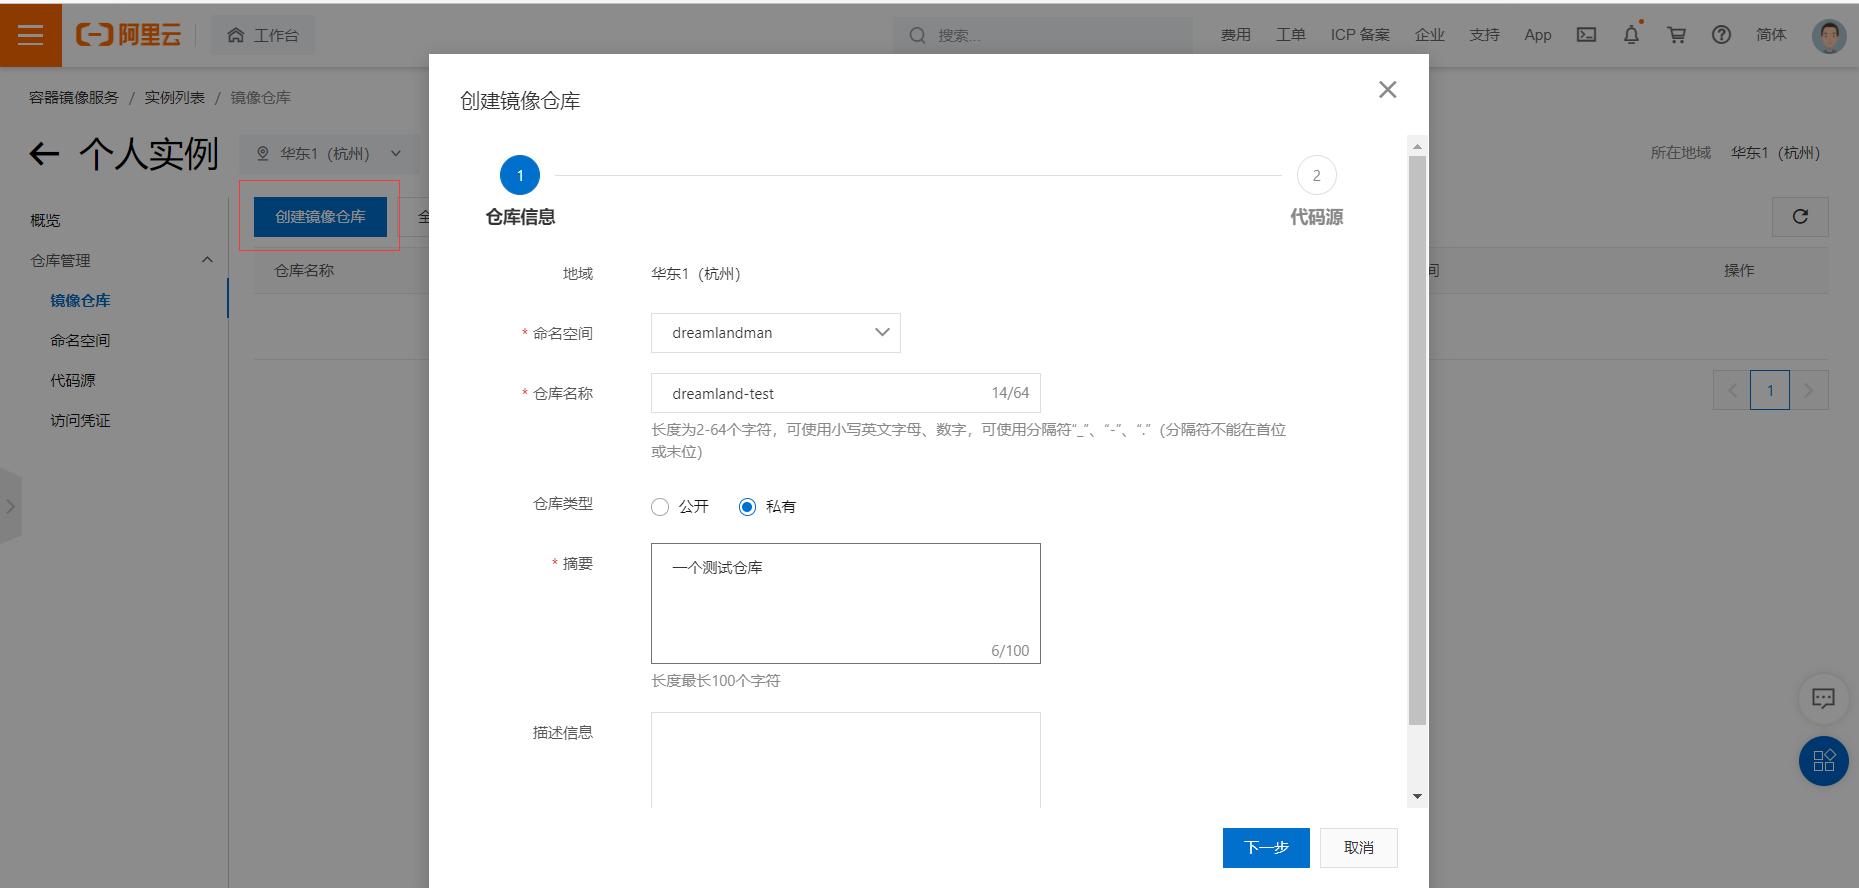 阿里云
工作台
搜索...
费用
工单
ICP 备案
企业
支持
App
简体
容器镜像服务 / 实例列表 / 镜像仓库
个人实例
华东1（杭州）
所在地域
华东1（杭州）
概览
仓库管理
镜像仓库
命名空间
代码源
访问凭证
创建镜像仓库
全
仓库名称
间
操作
1
创建镜像仓库
1
仓库信息
2
代码源
地域
华东1（杭州）
* 命名空间
dreamlandman
* 仓库名称
dreamland-test
14/64
长度为2-64个字符，可使用小写英文字母、数字，可使用分隔符“_”、“-”、“.”（分隔符不能在首位
或末位）
仓库类型
公开
私有
* 摘要
一个测试仓库
6/100
长度最长100个字符
描述信息
下一步
取消